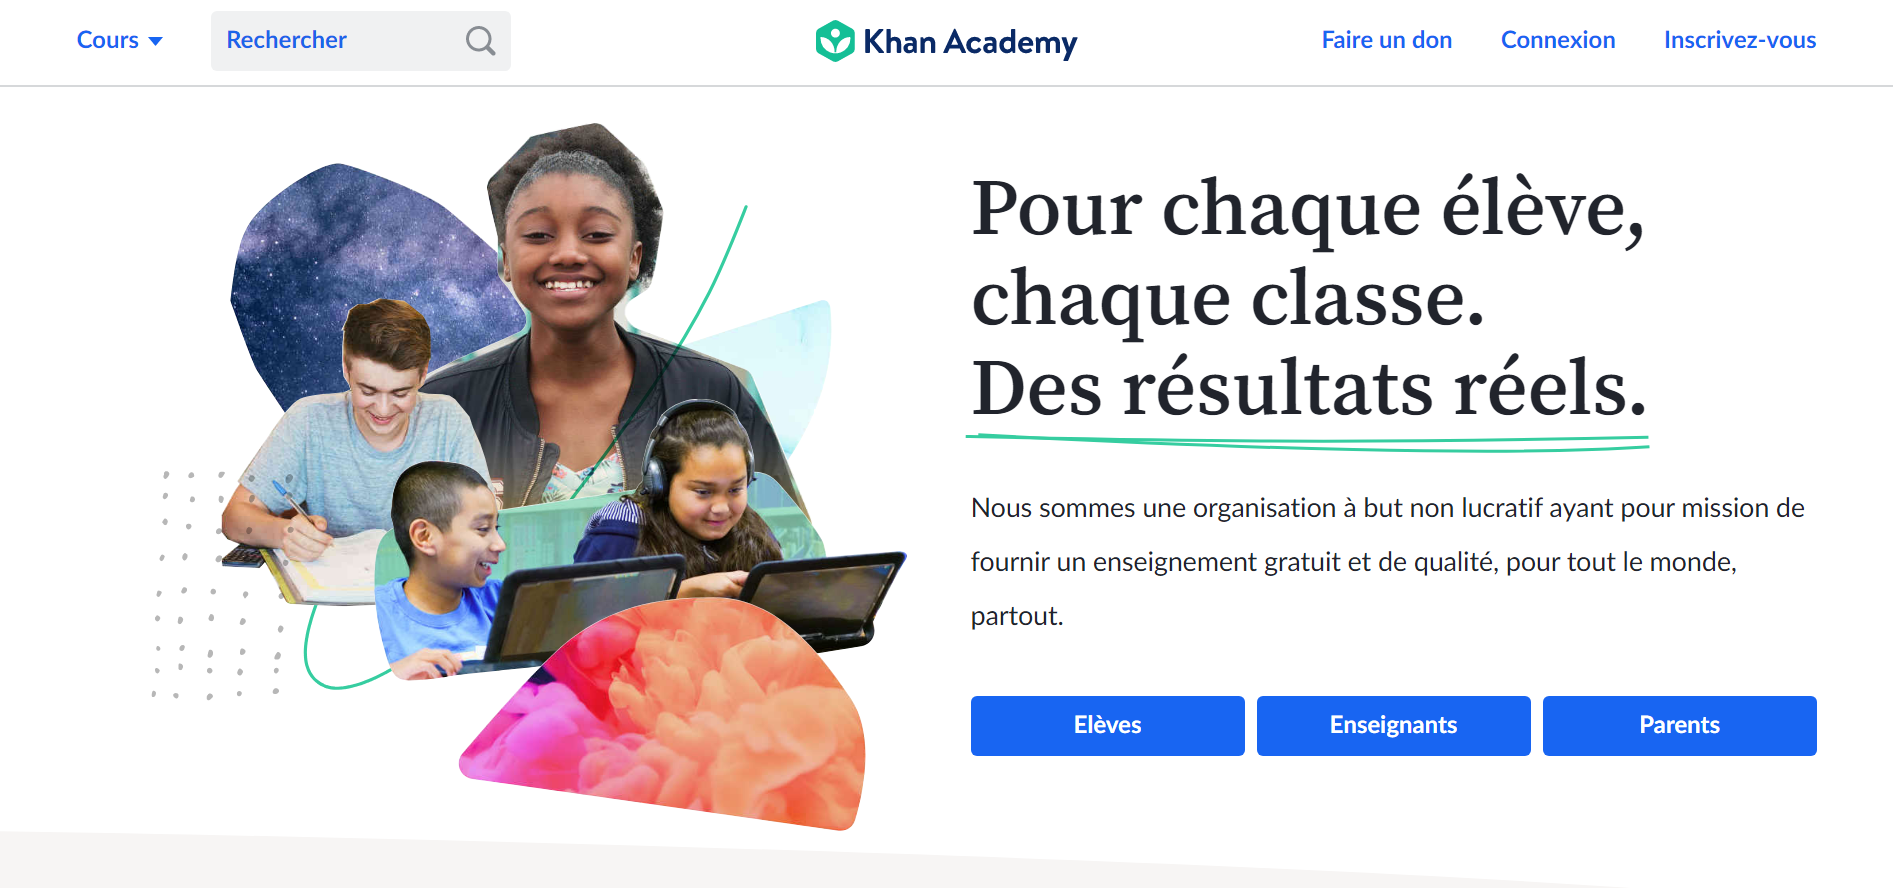 Cours
Rechercher
Khan Academy
Faire un don
Connexion
Inscrivez-vous
Pour chaque élève,
chaque classe.
Des résultats réels.
Nous sommes une organisation à but non lucratif ayant pour mission de
fournir un enseignement gratuit et de qualité, pour tout le monde,
partout.
Elèves
Enseignants
Parents